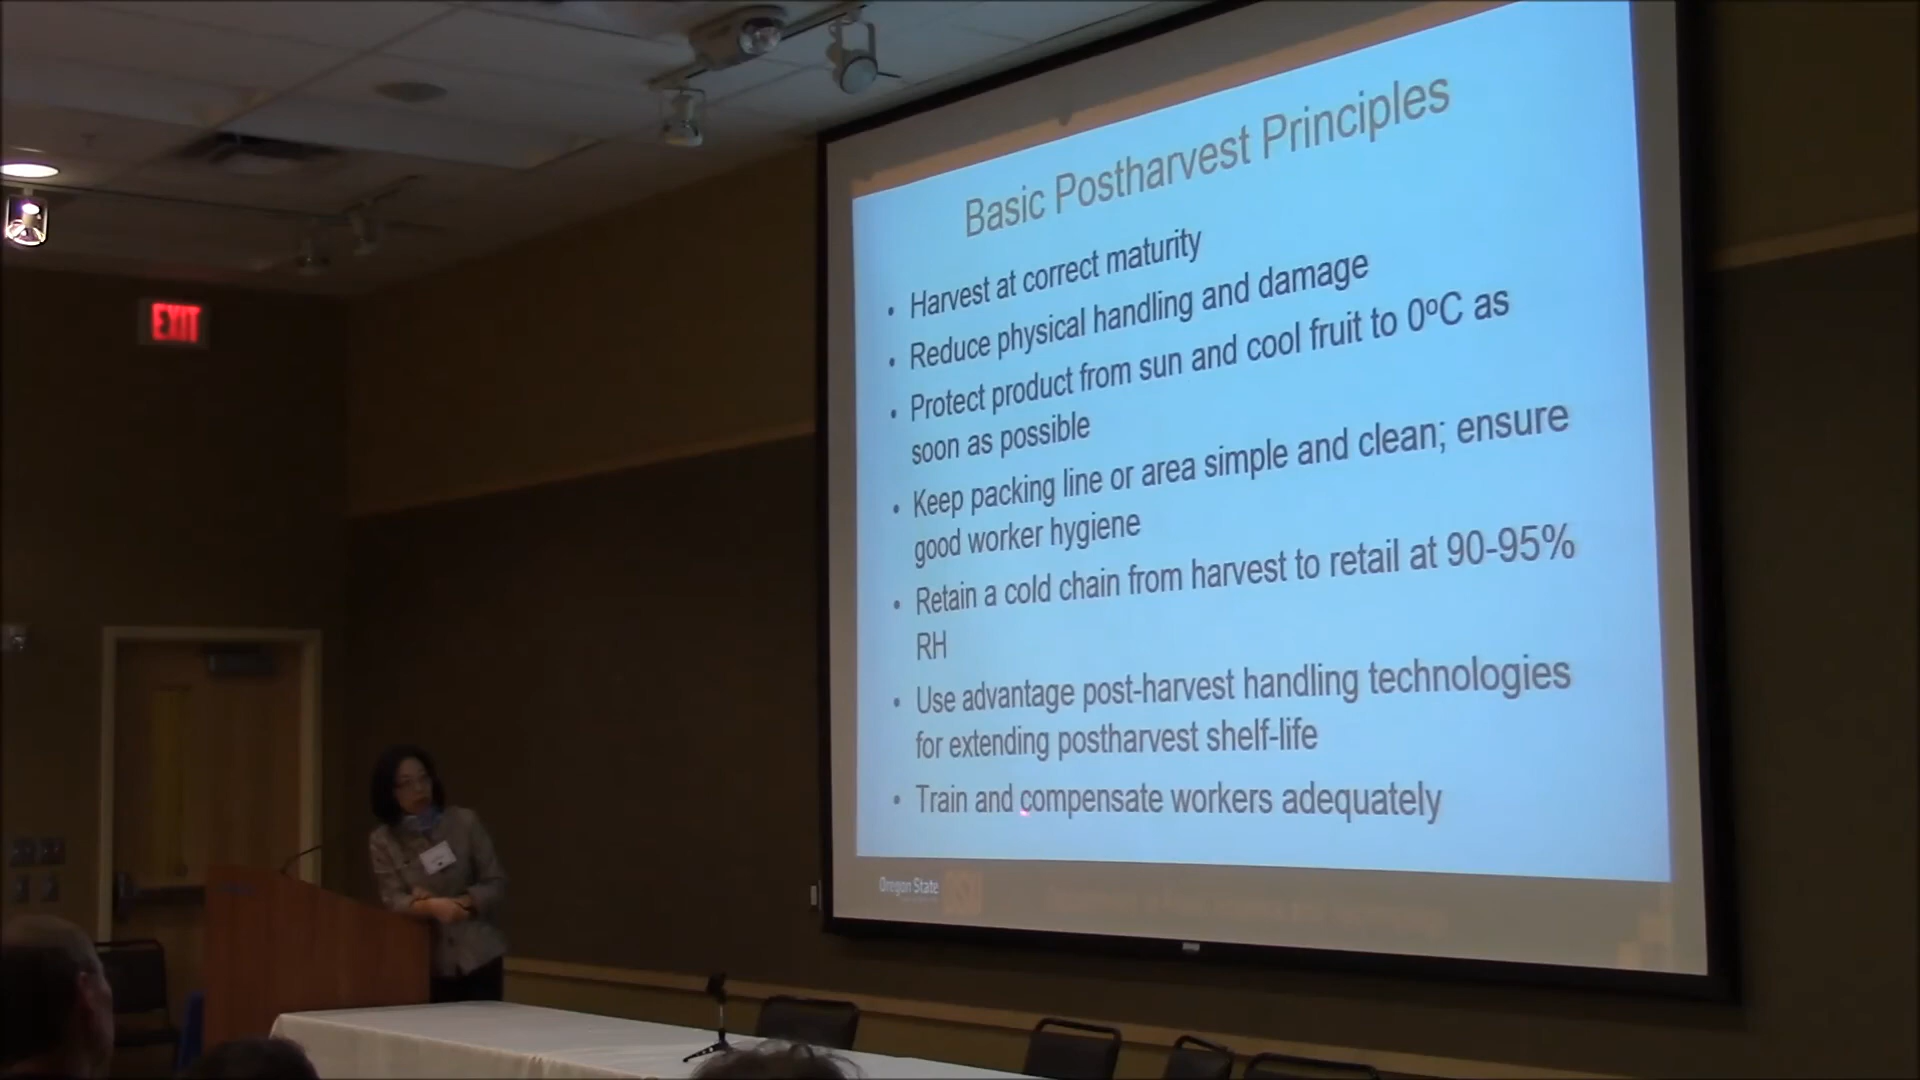 Basic Postharvest Principles
• Harvest at correct maturity
• Reduce physical handling and damage
• Protect product from sun and cool fruit to 0ºC as
soon as possible
• Keep packing line or area simple and clean; ensure
good worker hygiene
• Retain a cold chain from harvest to retail at 90-95%
RH
• Use advantage post-harvest handling technologies
for extending postharvest shelf-life
• Train and compensate workers adequately
Oregon State
OSU
EXIT